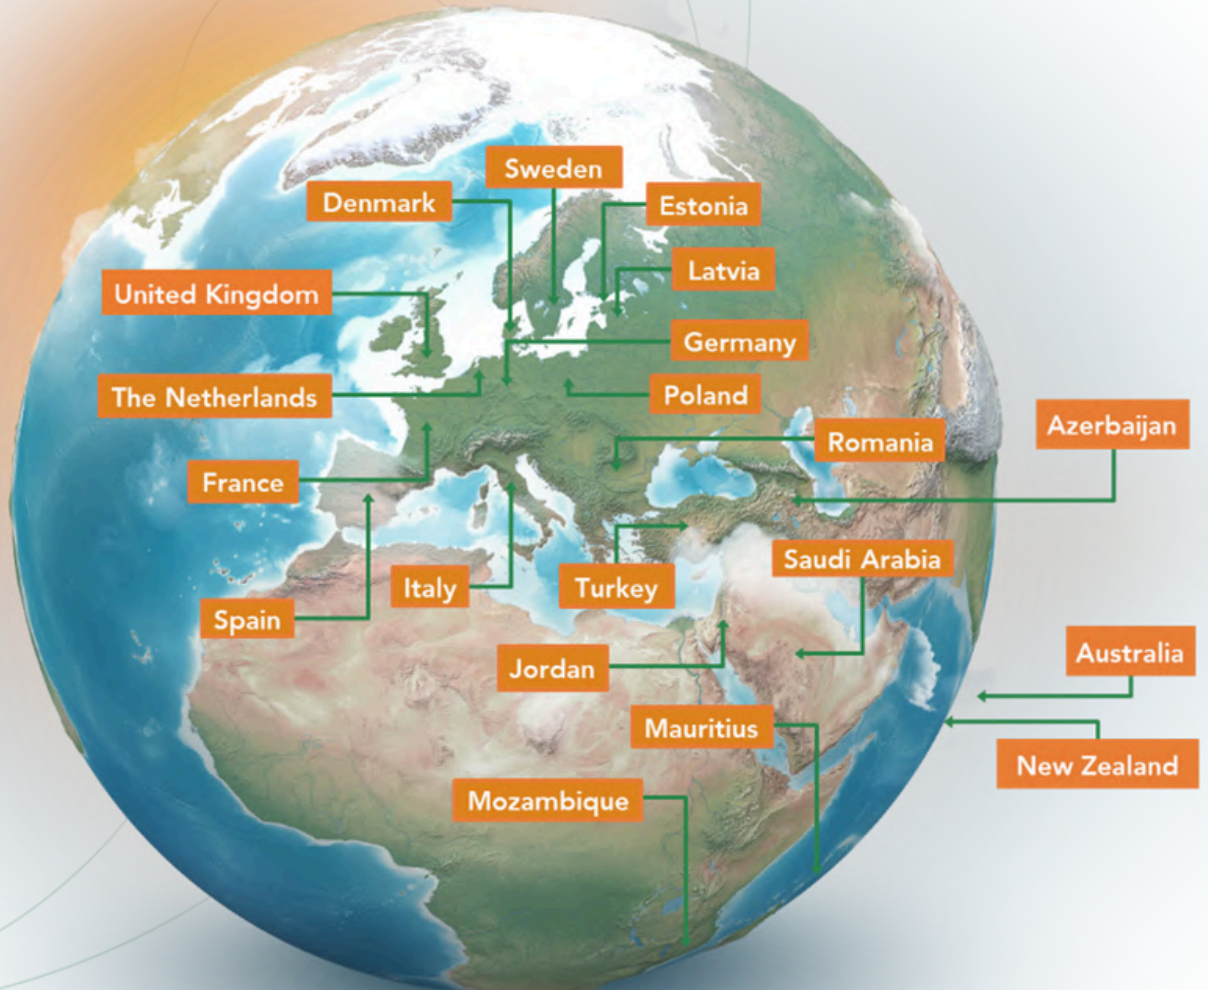 Sweden
Denmark
Estonia
Latvia
United Kingdom
Germany
The Netherlands
Poland
Azerbaijan
Romania
France
Saudi Arabia
Italy
Turkey
Spain
Australia
Jordan
Mauritius
New Zealand
Mozambique